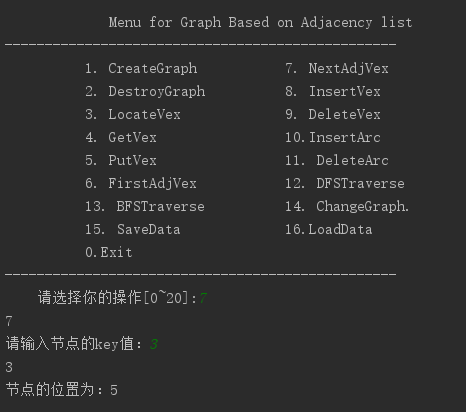 Menu for Graph Based on Adjacency list
-------------------------------------------------
1. CreateGraph 7. NextAdjVex
2. DestroyGraph 8. InsertVex
3. LocateVex 9. DeleteVex
4. GetVex 10.InsertArc
5. PutVex 11. DeleteArc
6. FirstAdjVex 12. DFSTraverse
13. BFSTraverse 14. ChangeGraph.
15. SaveData 16.LoadData
0.Exit
-------------------------------------------------
请选择你的操作[0~20]:7
7
请输入节点的key值：3
3
节点的位置为：5